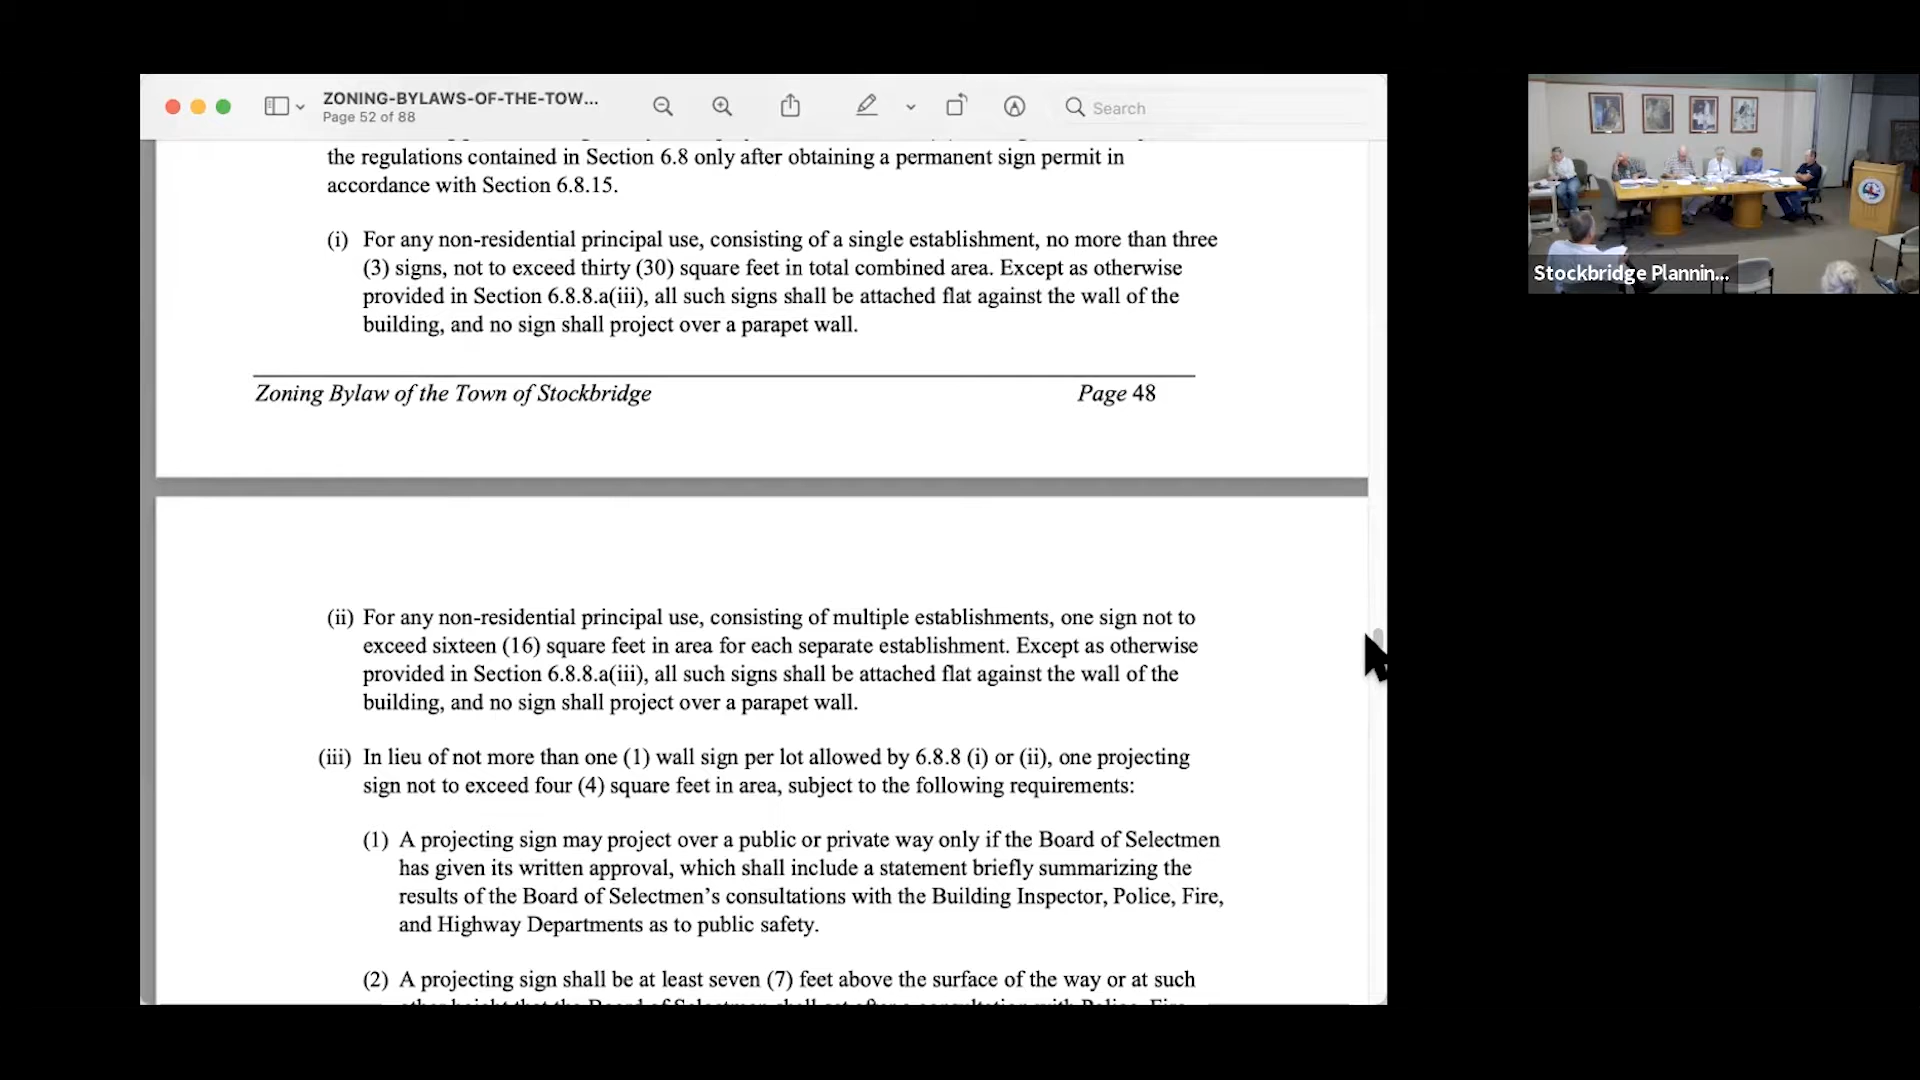 ZONING-BYLAWS-OF-THE-TOW...
Page 52 of 88
Search
the regulations contained in Section 6.8 only after obtaining a permanent sign permit in
accordance with Section 6.8.15.
(i) For any non-residential principal use, consisting of a single establishment, no more than three
(3) signs, not to exceed thirty (30) square feet in total combined area. Except as otherwise
provided in Section 6.8.8.a(iii), all such signs shall be attached flat against the wall of the
building, and no sign shall project over a parapet wall.
Zoning Bylaw of the Town of Stockbridge Page 48
(ii) For any non-residential principal use, consisting of multiple establishments, one sign not to
exceed sixteen (16) square feet in area for each separate establishment. Except as otherwise
provided in Section 6.8.8.a(iii), all such signs shall be attached flat against the wall of the
building, and no sign shall project over a parapet wall.
(iii) In lieu of not more than one (1) wall sign per lot allowed by 6.8.8 (i) or (ii), one projecting
sign not to exceed four (4) square feet in area, subject to the following requirements:
(1) A projecting sign may project over a public or private way only if the Board of Selectmen
has given its written approval, which shall include a statement briefly summarizing the
results of the Board of Selectmen's consultations with the Building Inspector, Police, Fire,
and Highway Departments as to public safety.
(2) A projecting sign shall be at least seven (7) feet above the surface of the way or at such
Stockbridge Plannin...